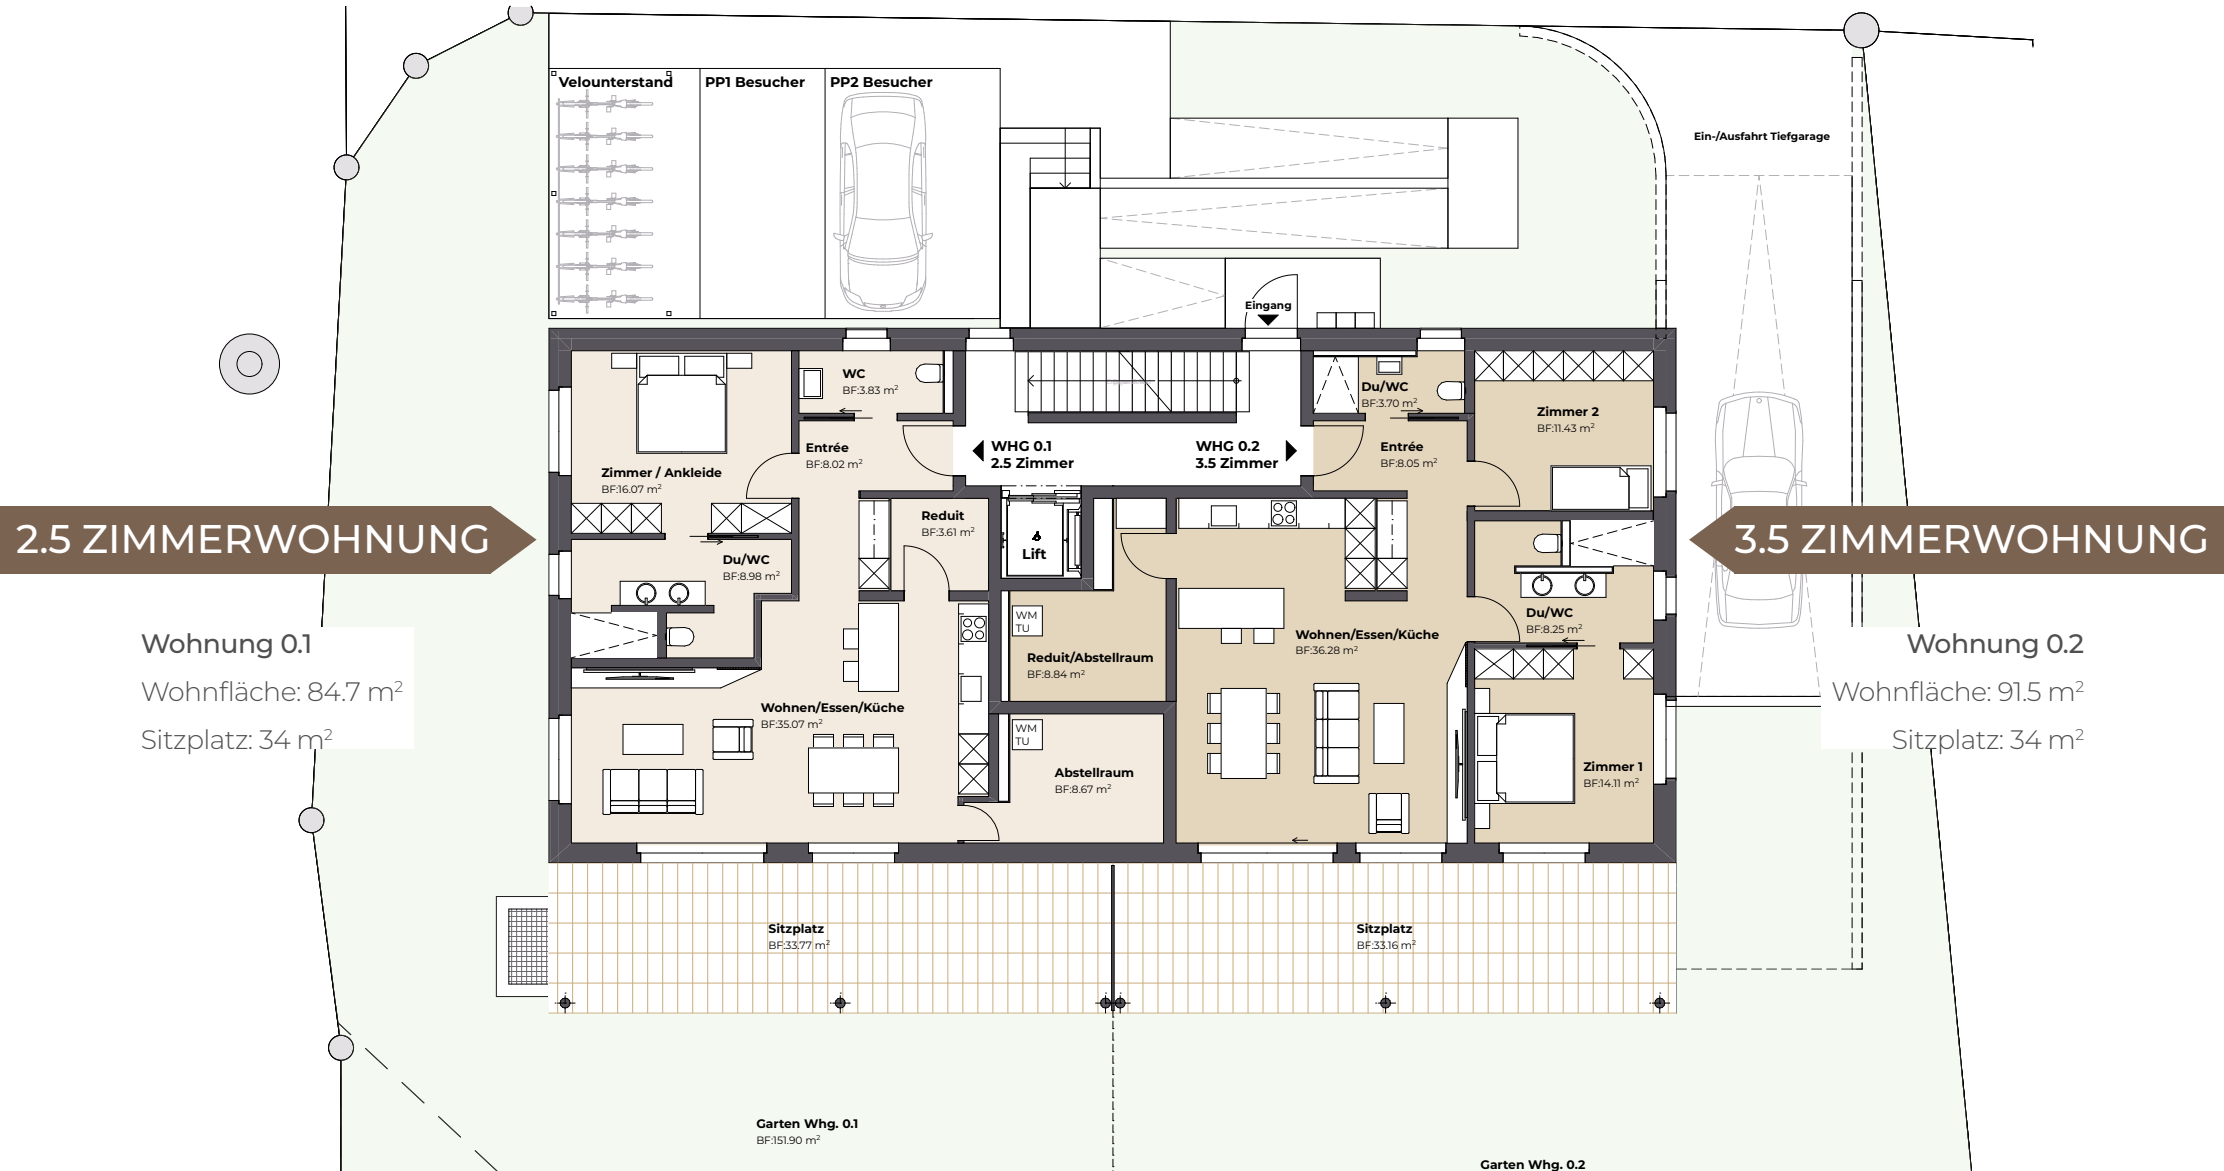 Velounterstand
PP1 Besucher
PP2 Besucher
Ein-/Ausfahrt Tiefgarage
Eingang
WC
BF:3.83 m²
Du/WC
BF:3.70 m²
Zimmer 2
BF:11.43 m²
Entrée
BF:8.02 m²
WHG 0.1
2.5 Zimmer
WHG 0.2
3.5 Zimmer
Entrée
BF:8.05 m²
Zimmer / Ankleide
BF:16.07 m²
Reduit
BF:3.61 m²
Lift
2.5 ZIMMERWOHNUNG
3.5 ZIMMERWOHNUNG
Du/WC
BF:8.98 m²
Du/WC
BF:8.25 m²
WM
TU
Wohnung 0.1
Wohnfläche: 84.7 m²
Sitzplatz: 34 m²
Reduit/Abstellraum
BF:8.84 m²
Wohnen/Essen/Küche
BF:36.28 m²
Wohnung 0.2
Wohnfläche: 91.5 m²
Sitzplatz: 34 m²
Wohnen/Essen/Küche
BF:35.07 m²
WM
TU
Abstellraum
BF:8.67 m²
Zimmer 1
BF:14.11 m²
Sitzplatz
BF:33.77 m²
Sitzplatz
BF:33.16 m²
Garten Whg. 0.1
BF:151.90 m²
Garten Whg. 0.2